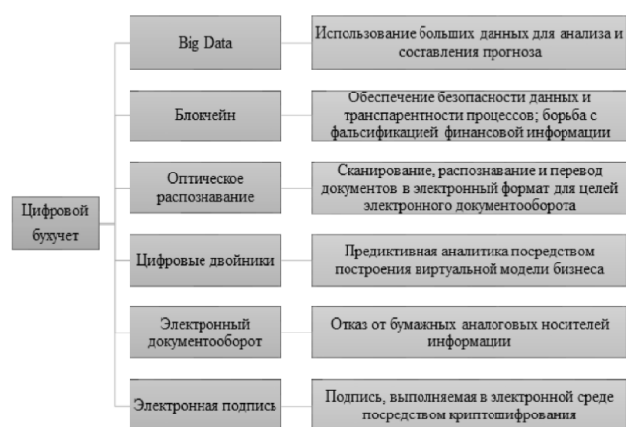 Цифровой
бухучет
Big Data
Использование больших данных для анализа и
составления прогноза
Блокчейн
Обеспечение безопасности данных и
транспарентности процессов; борьба с
фальсификацией финансовой информации
Оптическое
распознавание
Сканирование, распознавание и перевод
документов в электронный формат для целей
электронного документооборота
Цифровые двойники
Предиктивная аналитика посредством
построения виртуальной модели бизнеса
Электронный
документооборот
Отказ от бумажных аналоговых носителей
информации
Электронная подпись
Подпись, выполняемая в электронной среде
посредством криптошифрования